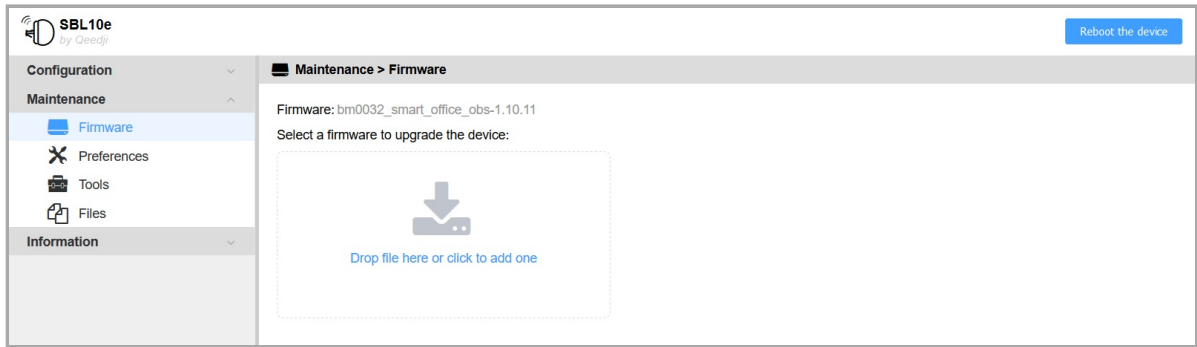 SBL10e
by Qeedji
Reboot the device
Configuration
Maintenance
Firmware
Preferences
Tools
Files
Information
Maintenance > Firmware
Firmware: bm0032_smart_office_obs-1.10.11
Select a firmware to upgrade the device:
Drop file here or click to add one